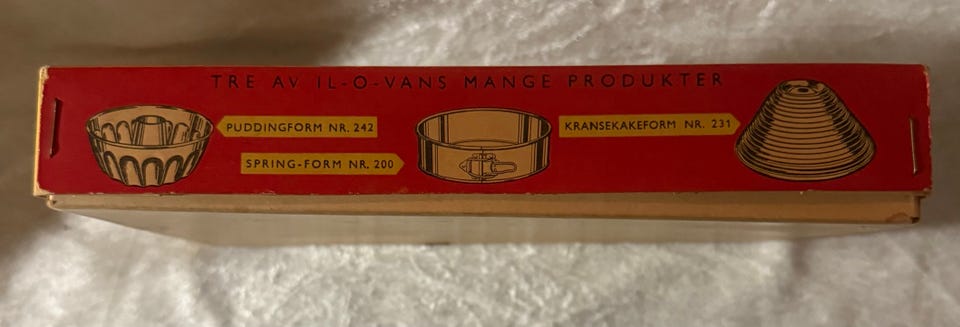 TRE AV IL-O-VANS MANGE PRODUKTER
PUDDINGFORM NR. 242
SPRING-FORM NR. 200
KRANSEKAKEFORM NR. 231